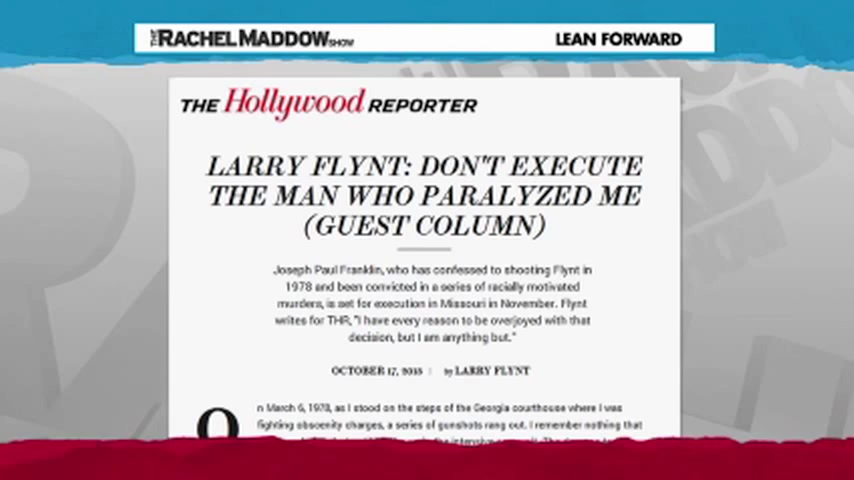 THE RACHEL MADDOW SHOW
LEAN FORWARD
THE Hollywood REPORTER
LARRY FLYNT: DON'T EXECUTE
THE MAN WHO PARALYZED ME
(GUEST COLUMN)
Joseph Paul Franklin, who has confessed to shooting Flynt in
1978 and been convicted in a series of racially motivated
murders, is set for execution in Missouri in November. Flynt
writes for THR, "I have every reason to be overjoyed with that
decision, but I am anything but."
OCTOBER 17, 2013 | by LARRY FLYNT
On March 6, 1978, as I stood on the steps of the Georgia courthouse where I was
fighting obscenity charges, a series of gunshots rang out. I remember nothing that